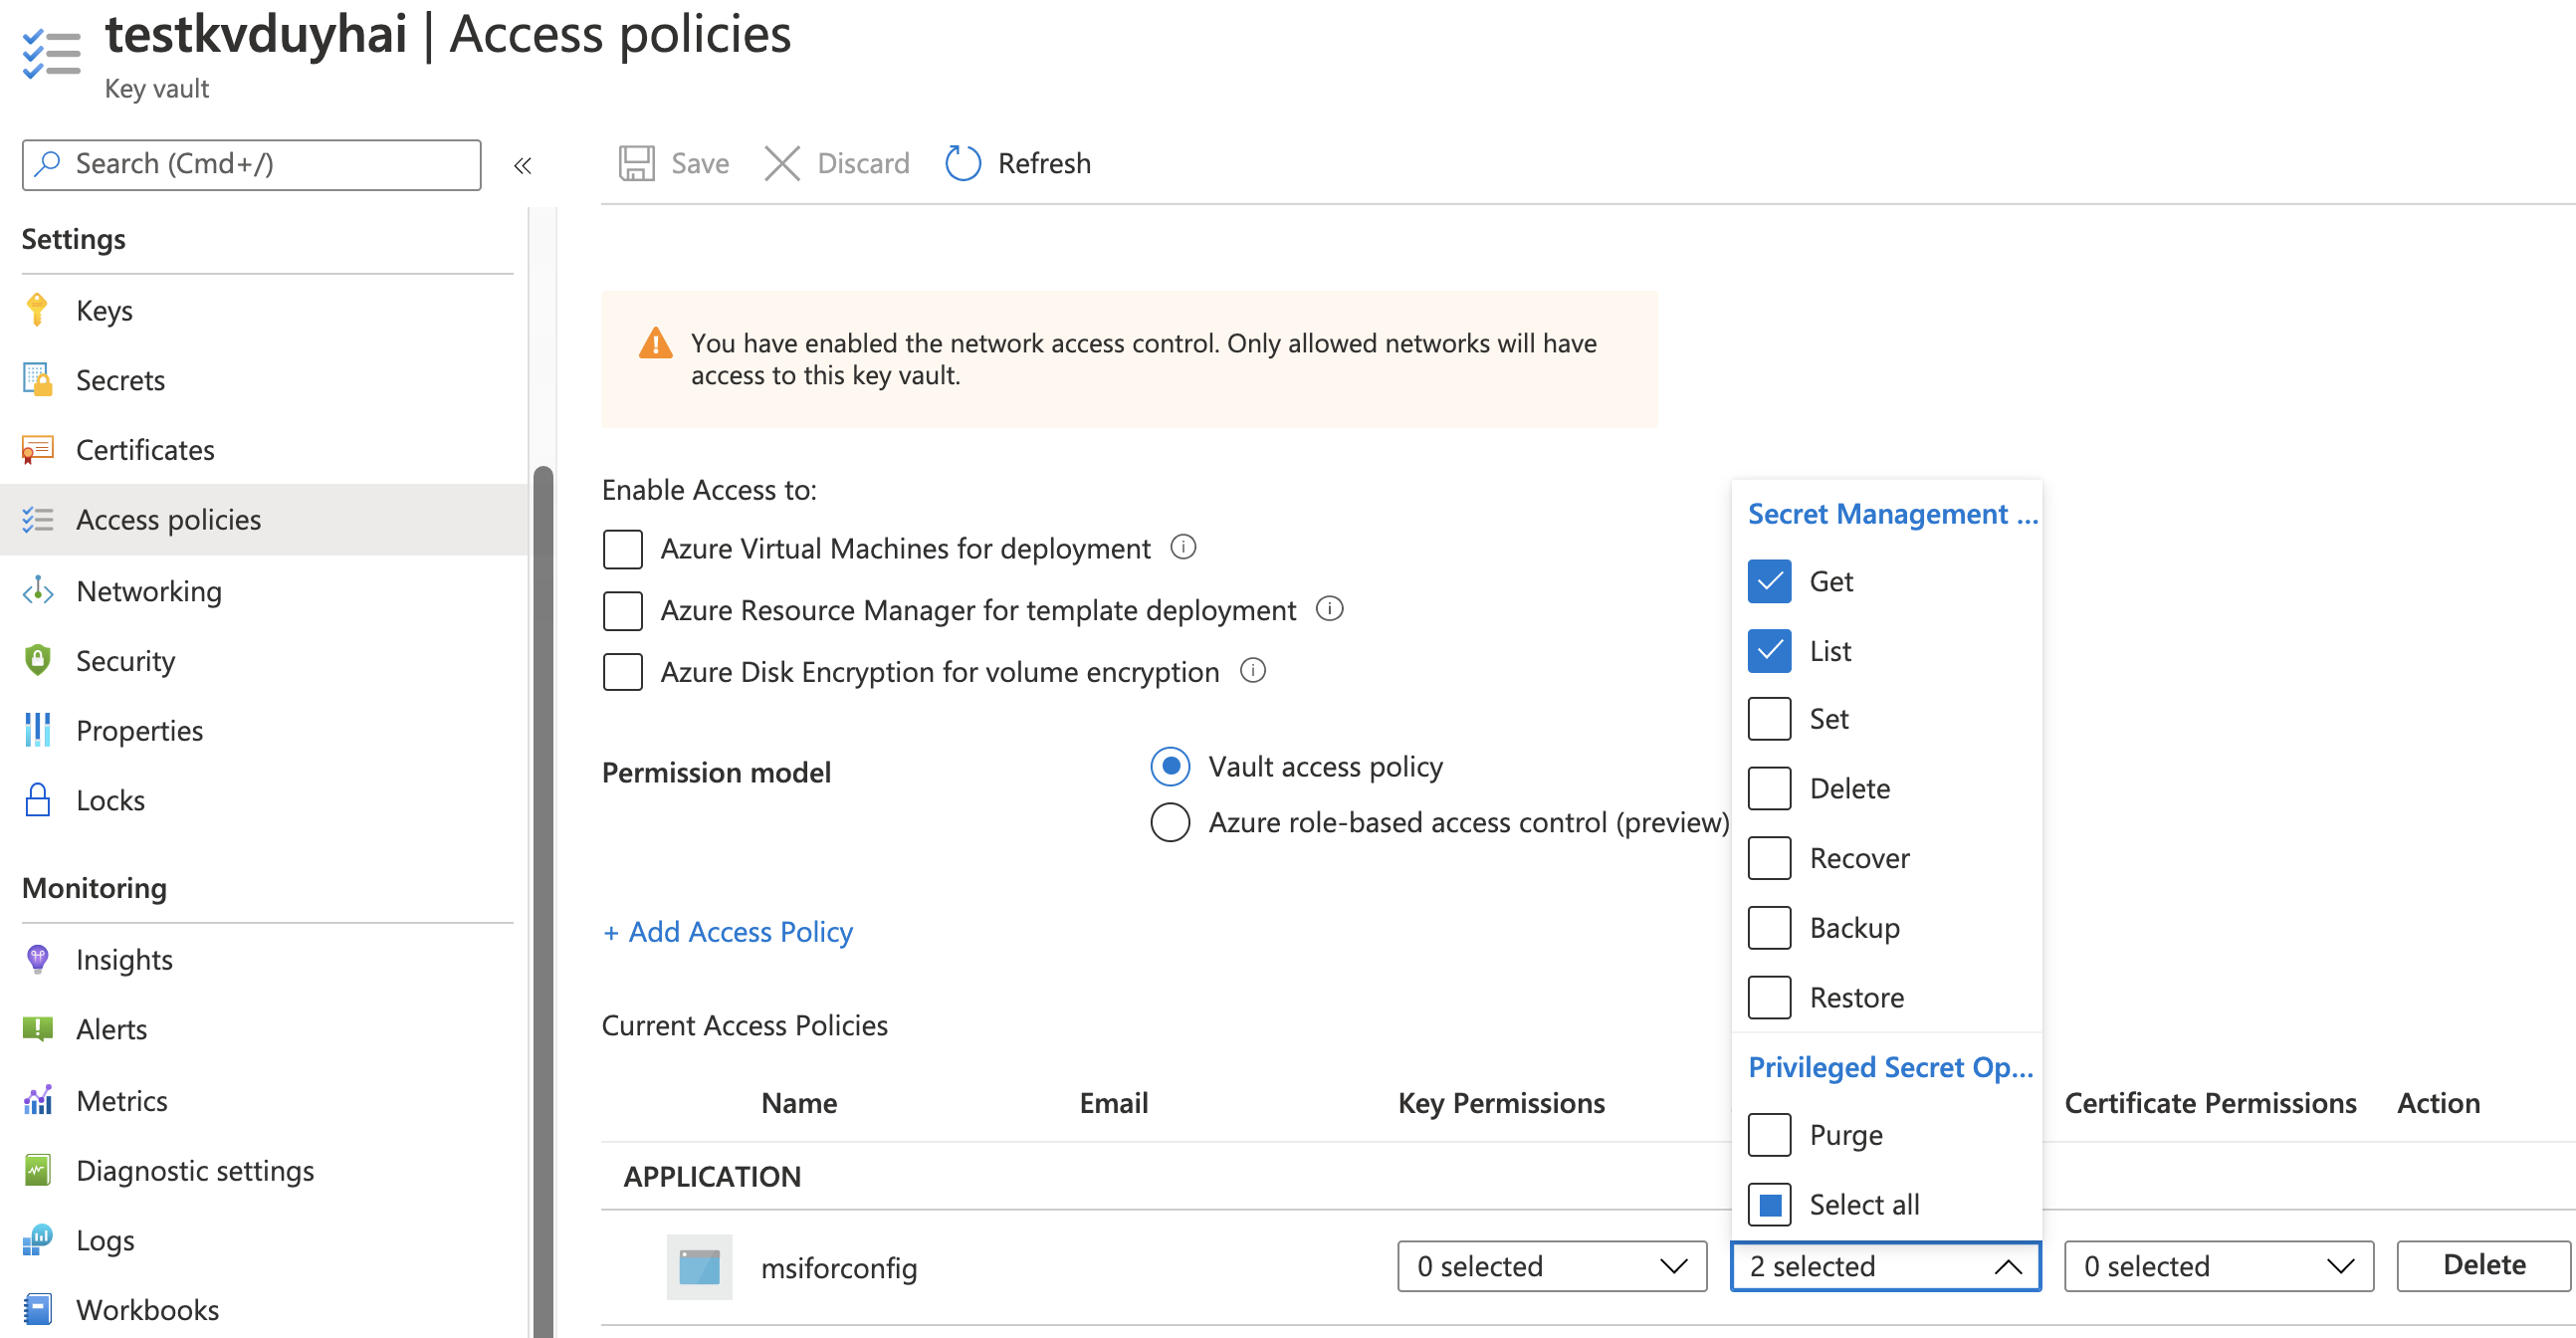 testkvduyhai | Access policies
Key vault
Search (Cmd+/)
«
Save
Discard
Refresh
Settings
Keys
Secrets
Certificates
Access policies
Networking
Security
Properties
Locks
Monitoring
Insights
Alerts
Metrics
Diagnostic settings
Logs
Workbooks
You have enabled the network access control. Only allowed networks will have
access to this key vault.
Enable Access to:
Azure Virtual Machines for deployment
Azure Resource Manager for template deployment
Azure Disk Encryption for volume encryption
Permission model
Vault access policy
Azure role-based access control (preview)
+ Add Access Policy
Current Access Policies
Name Email Key Permissions Certificate Permissions Action
APPLICATION
msiforconfig
0 selected
2 selected
0 selected
Delete
Secret Management ...
Get
List
Set
Delete
Recover
Backup
Restore
Privileged Secret Op...
Purge
Select all